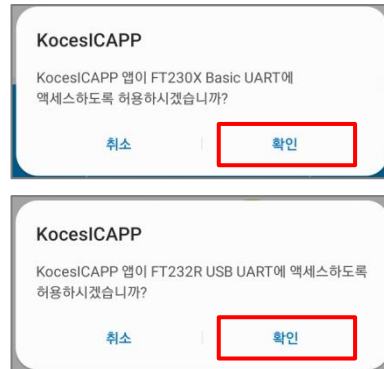 KocesICAPP
KocesICAPP 앱이 FT230X Basic UART에
액세스하도록 허용하시겠습니까?
취소 확인
KocesICAPP
KocesICAPP 앱이 FT232R USB UART에 액세스하도록
허용하시겠습니까?
취소 확인